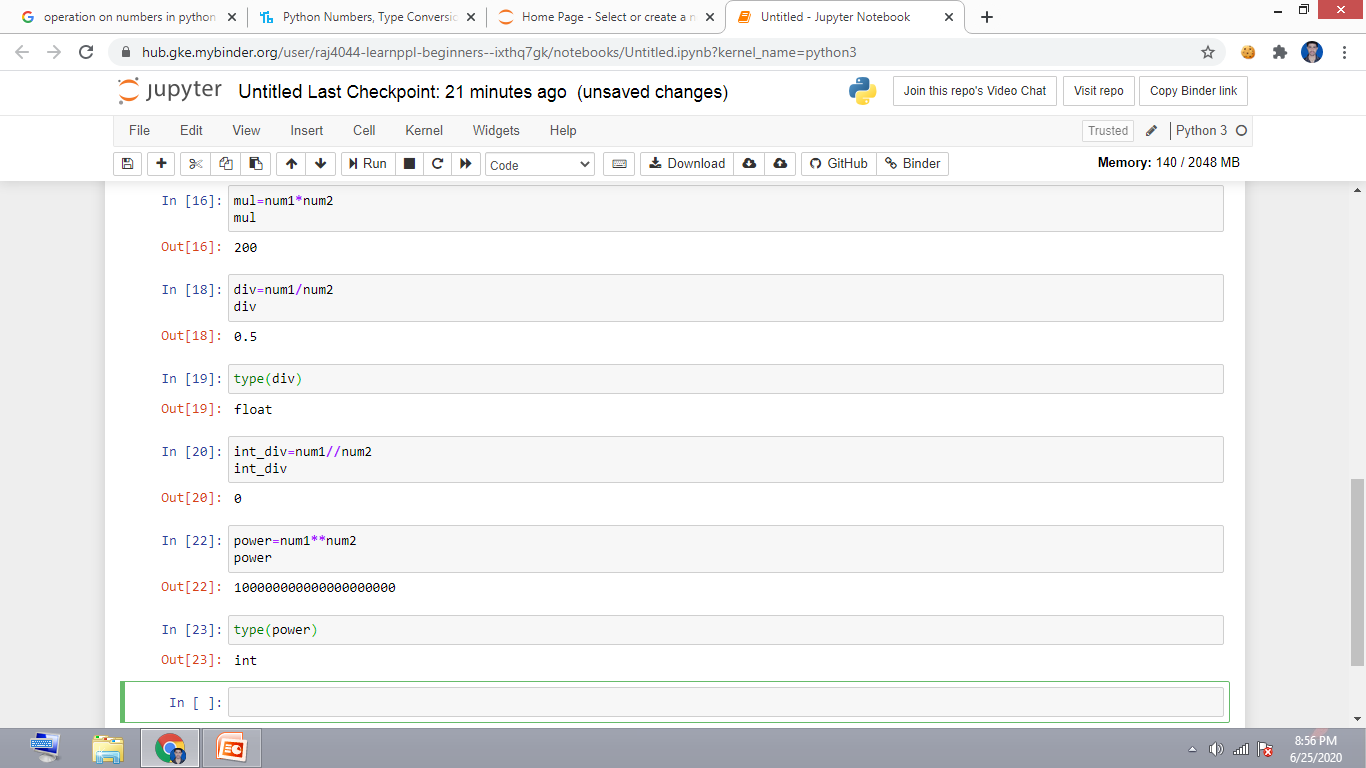 operation on numbers in python
Python Numbers, Type Conversic
Home Page - Select or create a n
Untitled - Jupyter Notebook
hub.gke.mybinder.org/user/raj4044-learnppl-beginners--ixthq7gk/notebooks/Untitled.ipynb?kernel_name=python3
jupyter Untitled Last Checkpoint: 21 minutes ago (unsaved changes)
Join this repo's Video Chat Visit repo Copy Binder link
File Edit View Insert Cell Kernel Widgets Help
Trusted Python 3
Run Code Download GitHub Binder
Memory: 140 / 2048 MB
In [16]: mul=num1*num2
mul
Out[16]: 200
In [18]: div=num1/num2
div
Out[18]: 0.5
In [19]: type(div)
Out[19]: float
In [20]: int_div=num1//num2
int_div
Out[20]: 0
In [22]: power=num1**num2
power
Out[22]: 100000000000000000000
In [23]: type(power)
Out[23]: int
In [ ]:
8:56 PM
6/25/2020